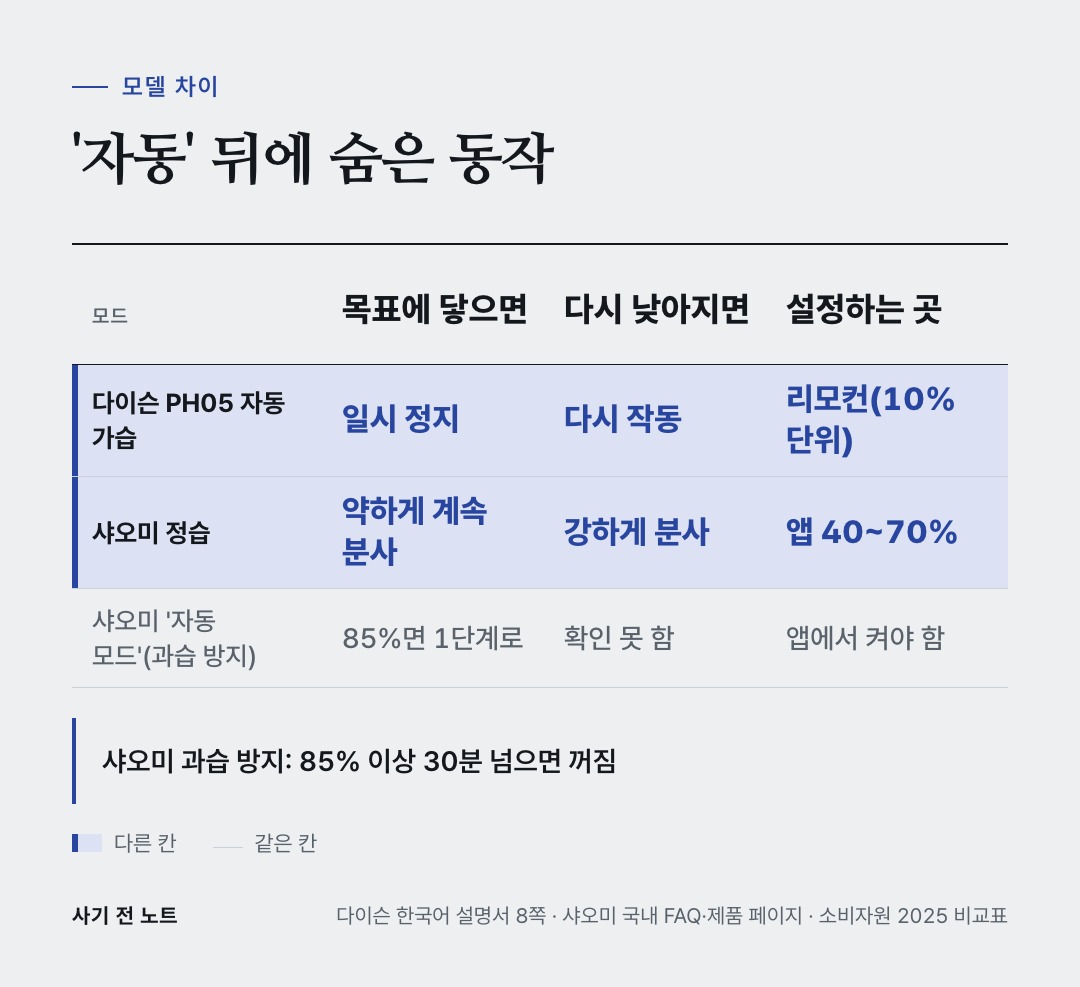 모델 차이
'자동' 뒤에 숨은 동작
모드 목표에 닿으면 다시 낮아지면 설정하는 곳
다이슨 PH05 자동 가습 일시 정지 다시 작동 리모컨(10% 단위)
샤오미 정습 약하게 계속 분사 강하게 분사 앱 40~70%
샤오미 '자동 모드'(과습 방지) 85%면 1단계로 확인 못 함 앱에서 켜야 함
샤오미 과습 방지: 85% 이상 30분 넘으면 꺼짐
다른 칸 같은 칸
사기 전 노트 다이슨 한국어 설명서 8쪽 · 샤오미 국내 FAQ·제품 페이지 · 소비자원 2025 비교표